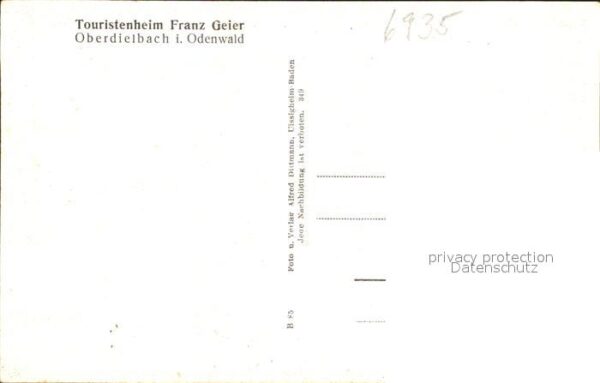 Touristenheim Franz Geier
Oberdielbach i. Odenwald
6935
Foto u. Verlag Alfred Dittmann, Uissigheim-Baden
Jede Nachbildung ist verboten. 349
B 85
privacy protection
Datenschutz